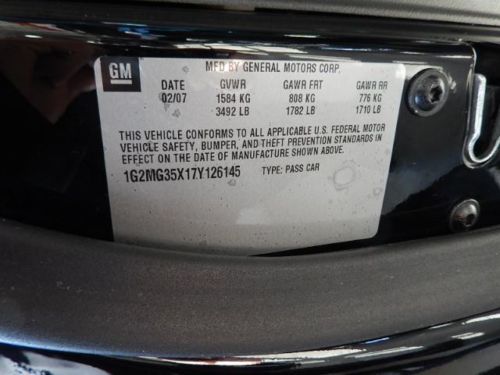 GM
MFD BY GENERAL MOTORS CORP.
DATE GVWR GAWR FRT GAWR RR
02/07 1584 KG 808 KG 776 KG
3492 LB 1782 LB 1710 LB
THIS VEHICLE CONFORMS TO ALL APPLICABLE U.S. FEDERAL MOTOR
VEHICLE SAFETY, BUMPER, AND THEFT PREVENTION STANDARDS IN
EFFECT ON THE DATE OF MANUFACTURE SHOWN ABOVE.
1G2MG35X17Y126145 TYPE: PASS CAR